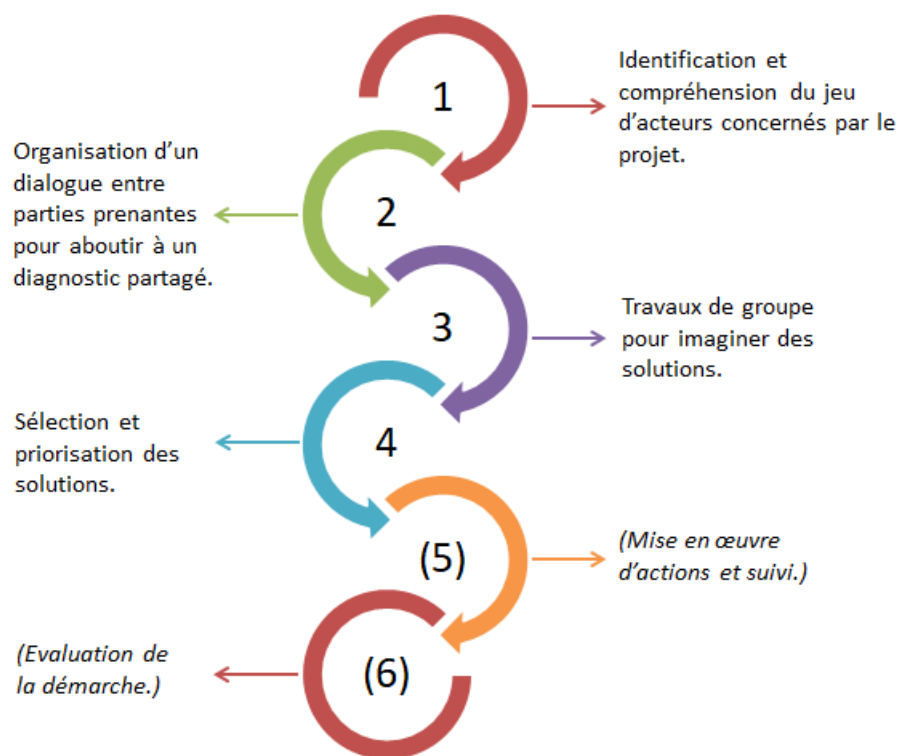 1
Identification et
compréhension du jeu
d'acteurs concernés par le
projet.
Organisation d'un
dialogue entre
parties prenantes
pour aboutir à un
diagnostic partagé.
2
3
Travaux de groupe
pour imaginer des
solutions.
Sélection et
priorisation des
solutions.
4
(5)
(Mise en œuvre
d'actions et suivi.)
(Evaluation de
la démarche.)
(6)